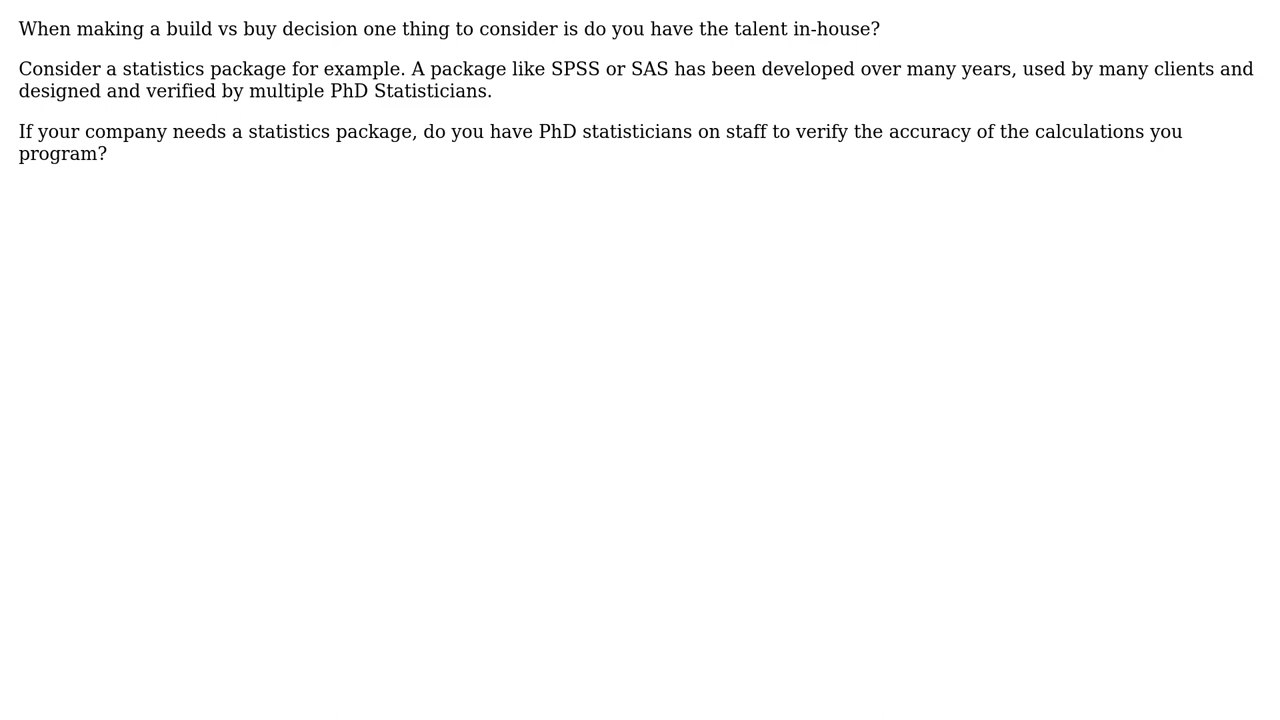 When making a build vs buy decision one thing to consider is do you have the talent in-house?
Consider a statistics package for example. A package like SPSS or SAS has been developed over many years, used by many clients and
designed and verified by multiple PhD Statisticians.
If your company needs a statistics package, do you have PhD statisticians on staff to verify the accuracy of the calculations you
program?